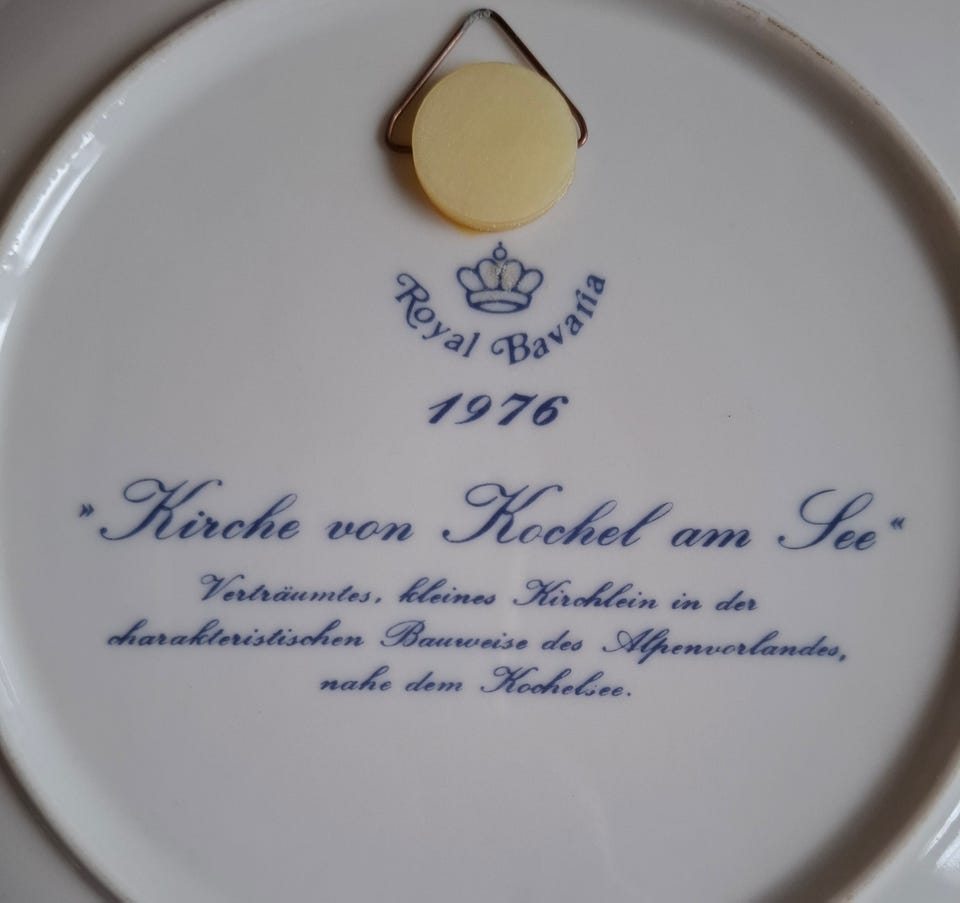 Royal Bavaria
1976
»Kirche von Kochel am See«
Verträumtes, kleines Kirchlein in der
charakteristischen Bauweise des Alpenvorlandes,
nahe dem Kochelsee.